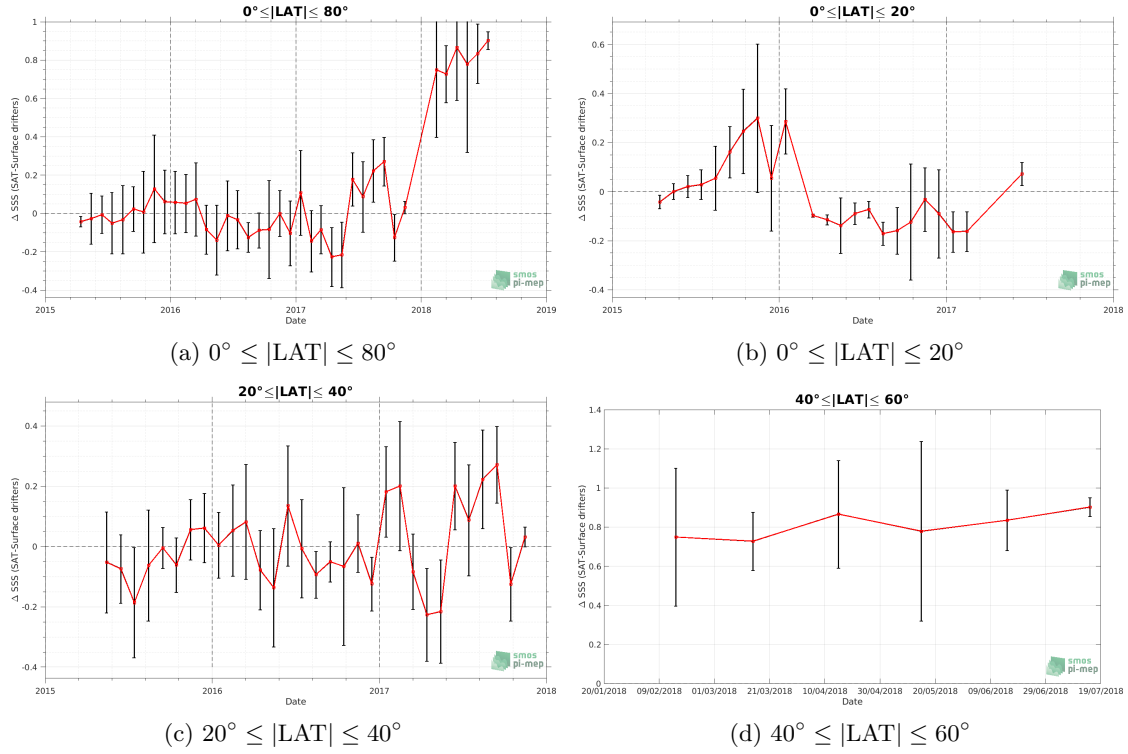 0°≤|LAT|≤ 80°
Δ SSS (SAT-Surface drifters)
1
0.8
0.6
0.4
0.2
0
-0.2
-0.4
2015
2016
2017
2018
2019
Date
smos
pi-mep
(a) 0° ≤ |LAT| ≤ 80°
0°≤|LAT|≤ 20°
Δ SSS (SAT-Surface drifters)
0.6
0.4
0.2
0
-0.2
-0.4
2015
2016
2017
2018
Date
smos
pi-mep
(b) 0° ≤ |LAT| ≤ 20°
20°≤|LAT|≤ 40°
Δ SSS (SAT-Surface drifters)
0.4
0.2
0
-0.2
-0.4
2015
2016
2017
2018
Date
smos
pi-mep
(c) 20° ≤ |LAT| ≤ 40°
40°≤|LAT|≤ 60°
Δ SSS (SAT-Surface drifters)
1.4
1.2
1
0.8
0.6
0.4
0.2
0
20/01/2018
09/02/2018
01/03/2018
21/03/2018
10/04/2018
30/04/2018
20/05/2018
09/06/2018
29/06/2018
19/07/2018
Date
smos
pi-mep
(d) 40° ≤ |LAT| ≤ 60°